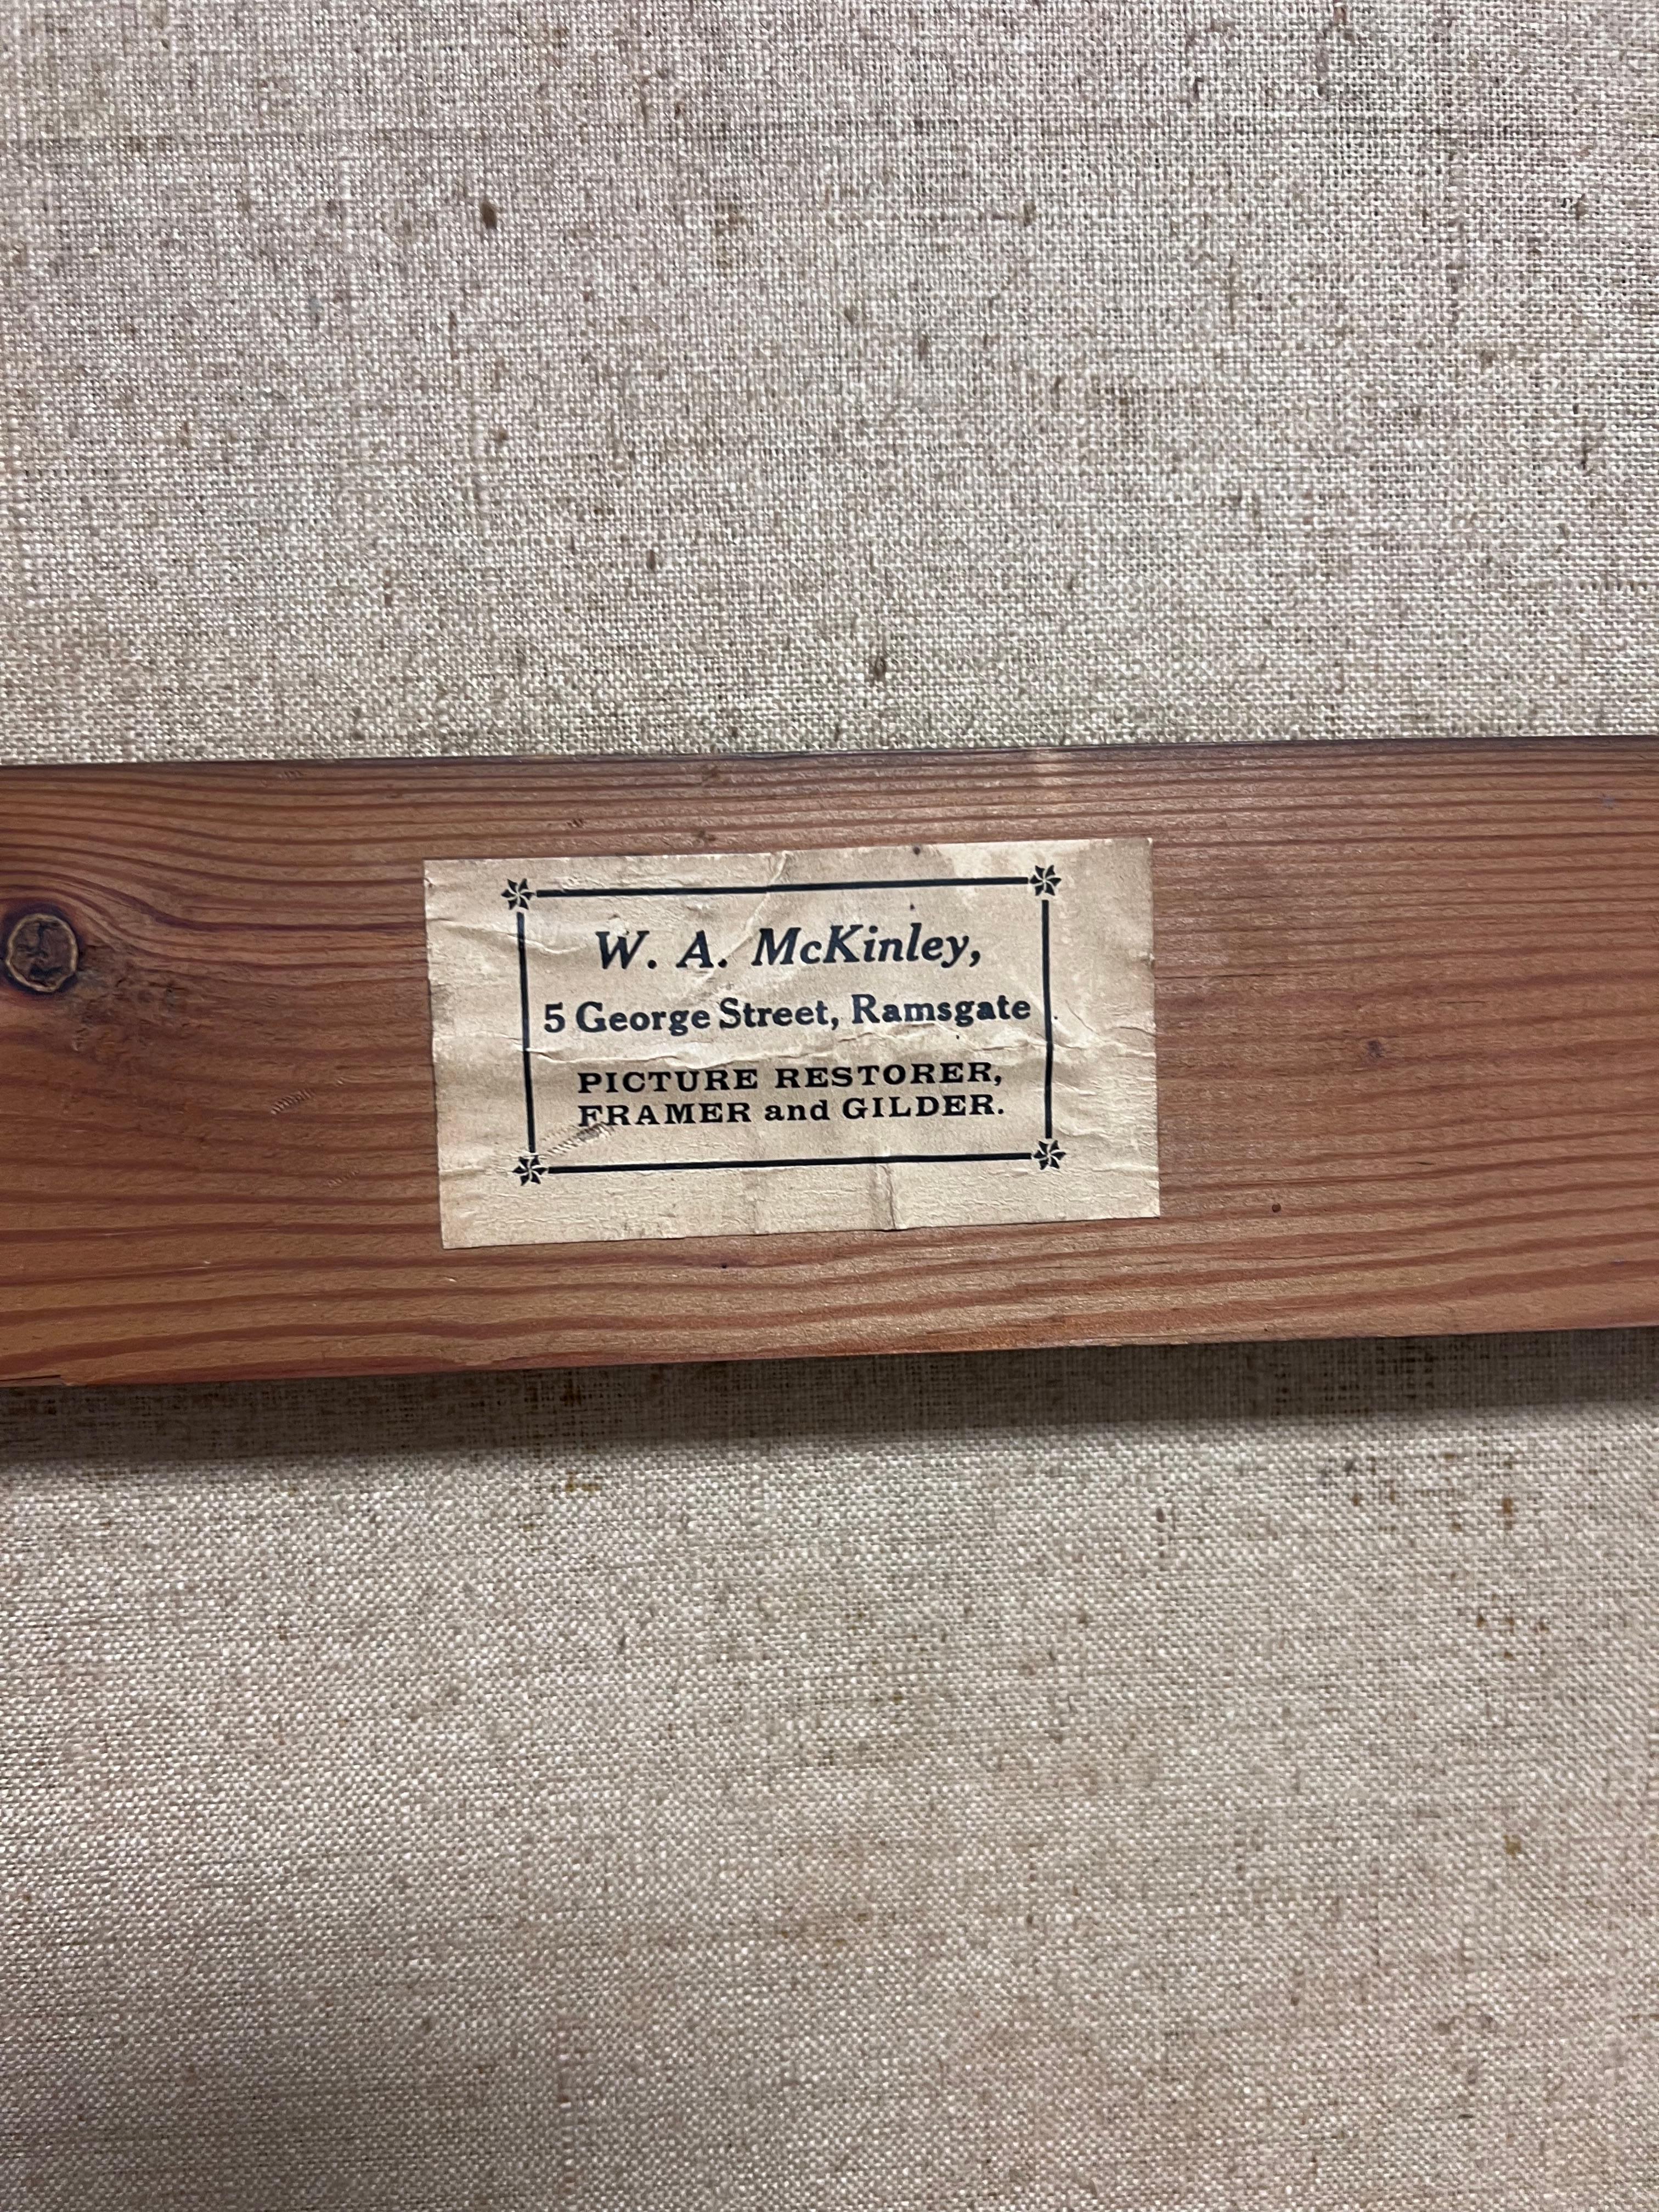 W. A. McKinley,
5 George Street, Ramsgate
PICTURE RESTORER,
FRAMER and GILDER.